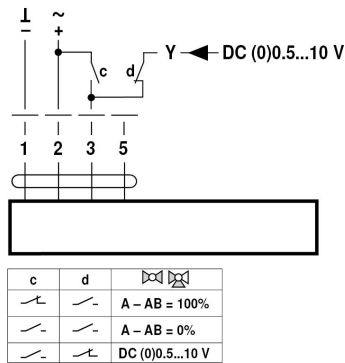 ⊥ ~
– +
c d Y DC (0)0.5...10 V
1 2 3 5
c d
A – AB = 100%
A – AB = 0%
DC (0)0.5...10 V